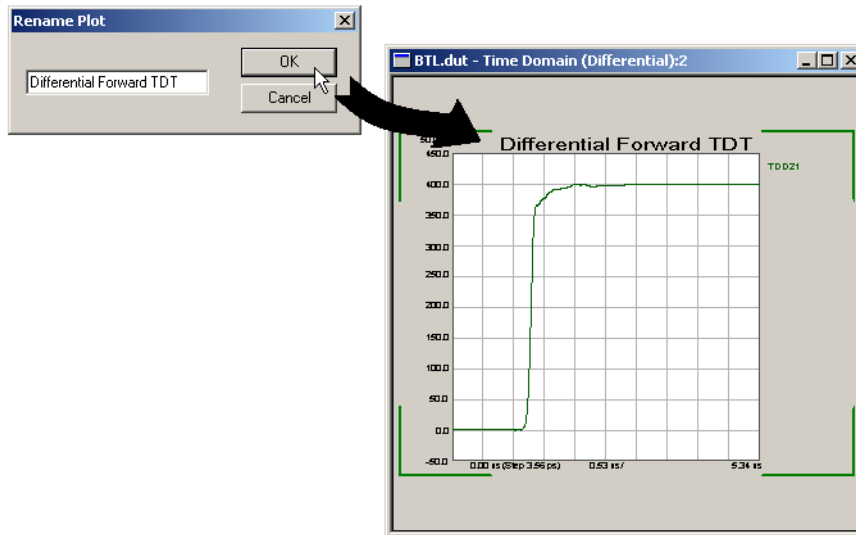 Rename Plot
Differential Forward TDT
OK
Cancel
BTL.dut - Time Domain (Differential):2
Differential Forward TDT
TDD21
450.0
400.0
350.0
300.0
250.0
200.0
150.0
100.0
50.0
0.0
-50.0
0.00 ns (Step 3.56 ps)
0.53 ns/
5.34 ns